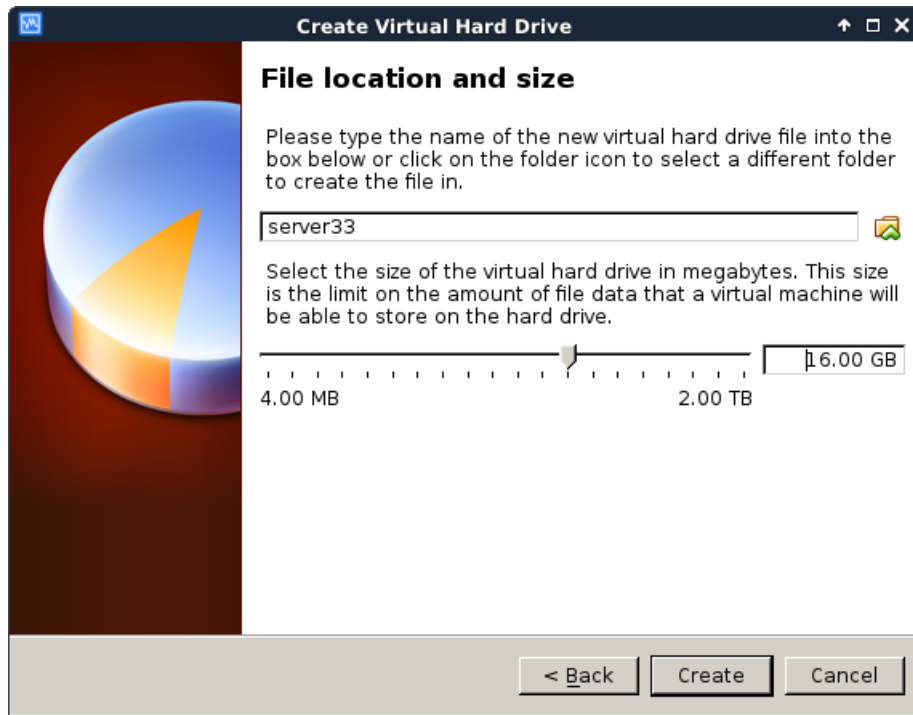 Create Virtual Hard Drive
File location and size
Please type the name of the new virtual hard drive file into the
box below or click on the folder icon to select a different folder
to create the file in.
server33
Select the size of the virtual hard drive in megabytes. This size
is the limit on the amount of file data that a virtual machine will
be able to store on the hard drive.
16.00 GB
4.00 MB 2.00 TB
< Back Create Cancel